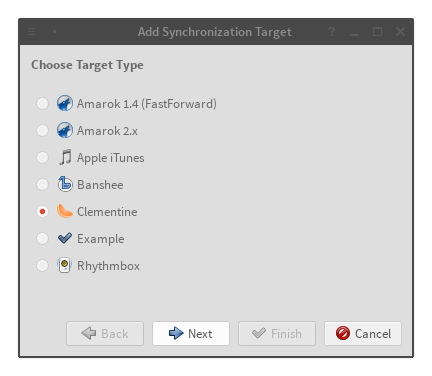 Add Synchronization Target
Choose Target Type
Amarok 1.4 (FastForward)
Amarok 2.x
Apple iTunes
Banshee
Clementine
Example
Rhythmbox
Back Next Finish Cancel